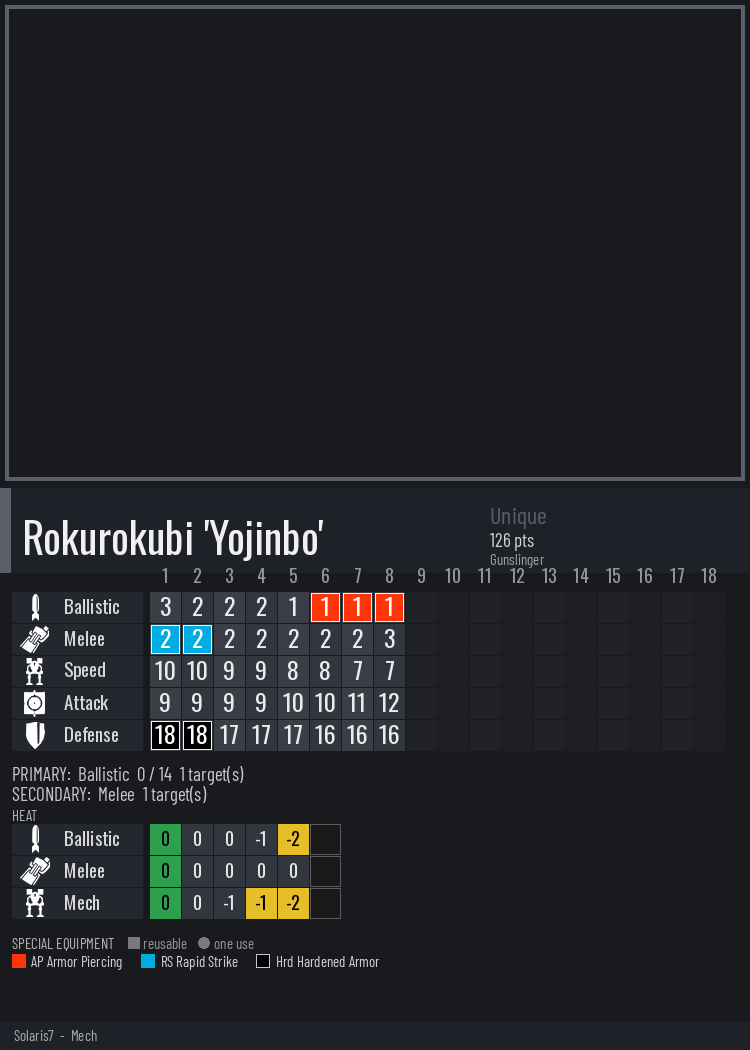 Rokurokubi 'Yojinbo'
Unique
126 pts
Gunslinger
1 2 3 4 5 6 7 8 9 10 11 12 13 14 15 16 17 18
Ballistic 3 2 2 2 1 1 1 1
Melee 2 2 2 2 2 2 2 3
Speed 10 10 9 9 8 8 7 7
Attack 9 9 9 9 10 10 11 12
Defense 18 18 17 17 17 16 16 16
PRIMARY: Ballistic 0 / 14 1 target(s)
SECONDARY: Melee 1 target(s)
HEAT
Ballistic 0 0 0 -1 -2
Melee 0 0 0 0 0
Mech 0 0 -1 -1 -2
SPECIAL EQUIPMENT reusable one use
AP Armor Piercing RS Rapid Strike Hrd Hardened Armor
Solaris7 - Mech